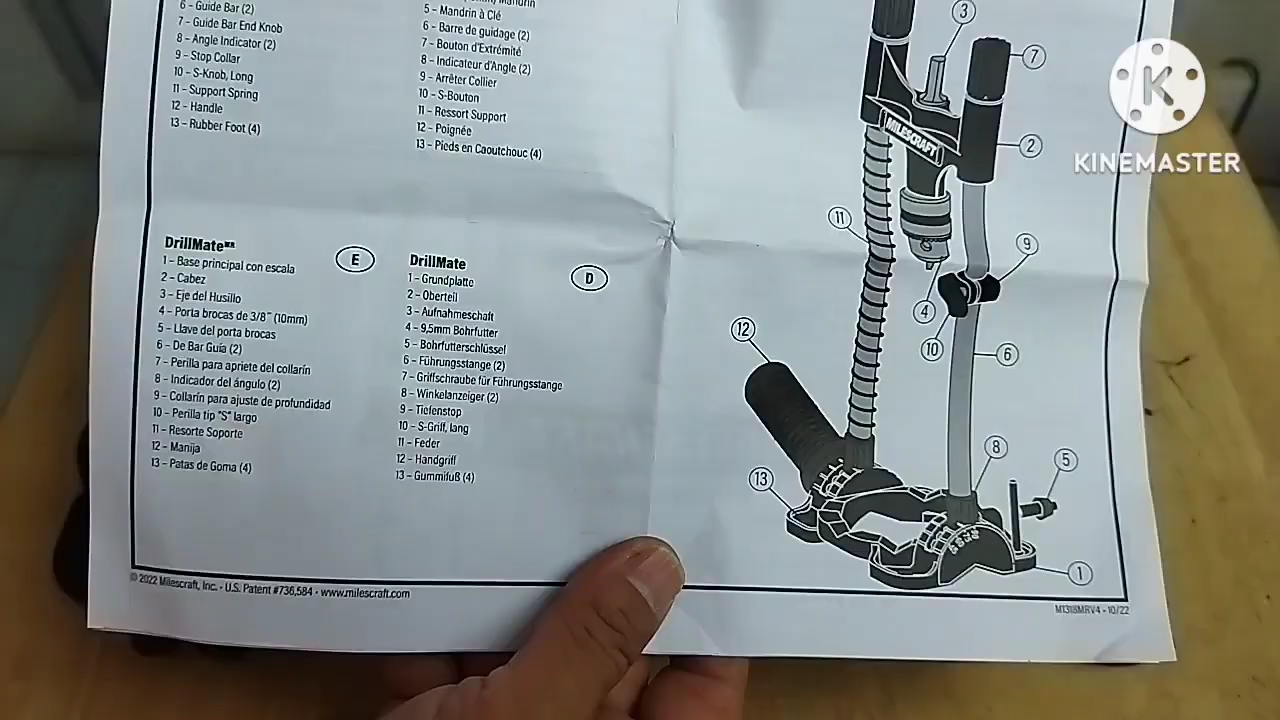 6 - Guide Bar (2)
7 - Guide Bar End Knob
8 - Angle Indicator (2)
9 - Stop Collar
10 - S-Knob, Long
11 - Support Spring
12 - Handle
13 - Rubber Foot (4)
Mandrin
5 - Mandrin à Clé
6 - Barre de guidage (2)
7 - Bouton d'Extrémité
8 - Indicateur d'Angle (2)
9 - Arrêter Collier
10 - S-Bouton
11 - Ressort Support
12 - Poignée
13 - Pieds en Caoutchouc (4)
DrillMate
E
1 - Base principal con escala
2 - Cabez
3 - Eje del Husillo
4 - Porta brocas de 3/8" (10mm)
5 - Llave del porta brocas
6 - De Bar Guía (2)
7 - Perilla para apriete del collarín
8 - Indicador del ángulo (2)
9 - Collarín para ajuste de profundidad
10 - Perilla tip "S" largo
11 - Resorte Soporte
12 - Manija
13 - Patas de Goma (4)
DrillMate
D
1 - Grundplatte
2 - Oberteil
3 - Aufnahmeschaft
4 - 9,5mm Bohrfutter
5 - Bohrfutterschlüssel
6 - Führungsstange (2)
7 - Griffschraube für Führungsstange
8 - Winkelanzeiger (2)
9 - Tiefenstop
10 - S-Griff, lang
11 - Feder
12 - Handgriff
13 - Gummifuß (4)
© 2022 Milescraft, Inc. - U.S. Patent #736,584 - www.milescraft.com
3
7
MILESCRAFT
2
11
9
4
10
12
6
8
5
13
1
M1318MRV4 - 10/22
K
KINEMASTER